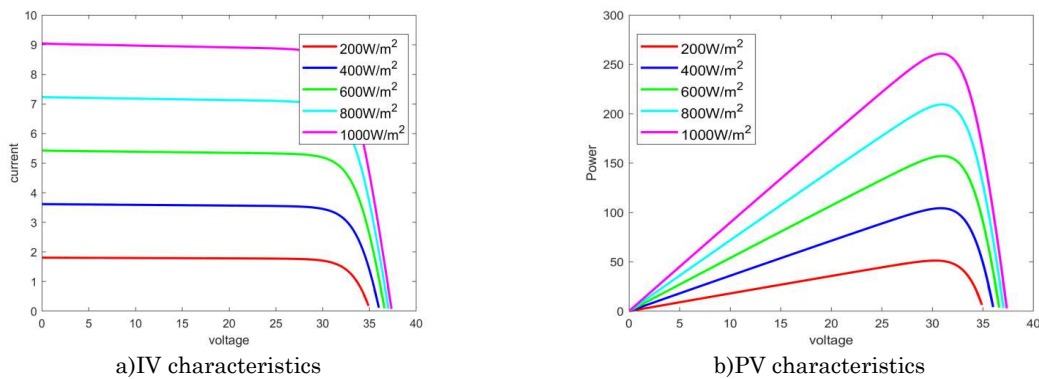 10
9
8
7
6
5
4
3
2
1
0
current
0 5 10 15 20 25 30 35 40
voltage
200W/m²
400W/m²
600W/m²
800W/m²
1000W/m²
a)IV characteristics
300
250
200
150
100
50
0
Power
0 5 10 15 20 25 30 35 40
voltage
200W/m²
400W/m²
600W/m²
800W/m²
1000W/m²
b)PV characteristics